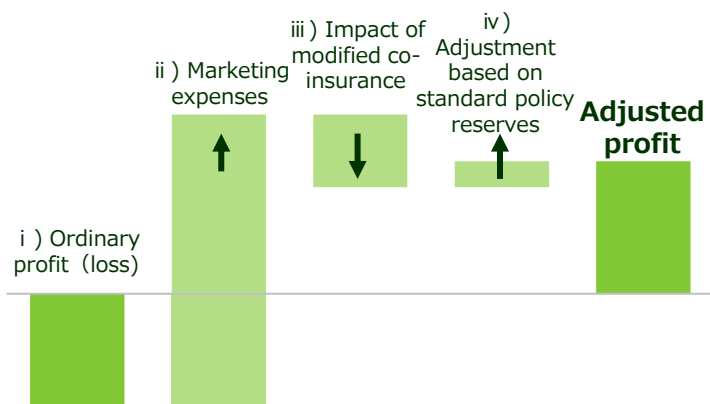 i ) Ordinary
profit（loss)
ii ) Marketing
expenses
iii ) Impact of
modified co-
insurance
iv )
Adjustment
based on
standard policy
reserves
Adjusted
profit